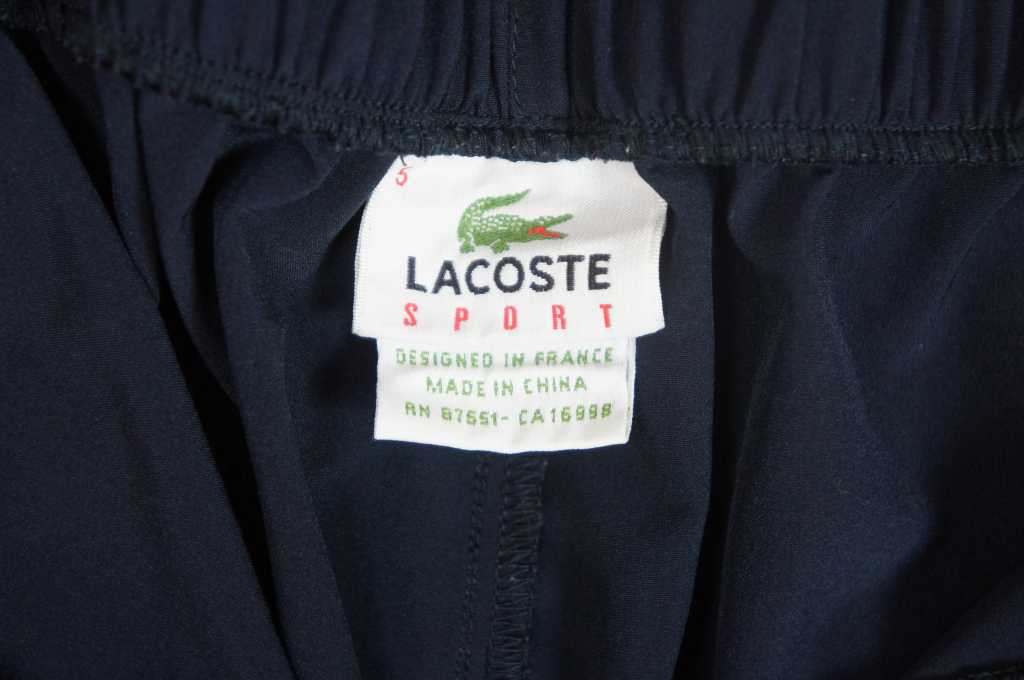 5
LACOSTE
SPORT
DESIGNED IN FRANCE
MADE IN CHINA
RN 87651- CA16998